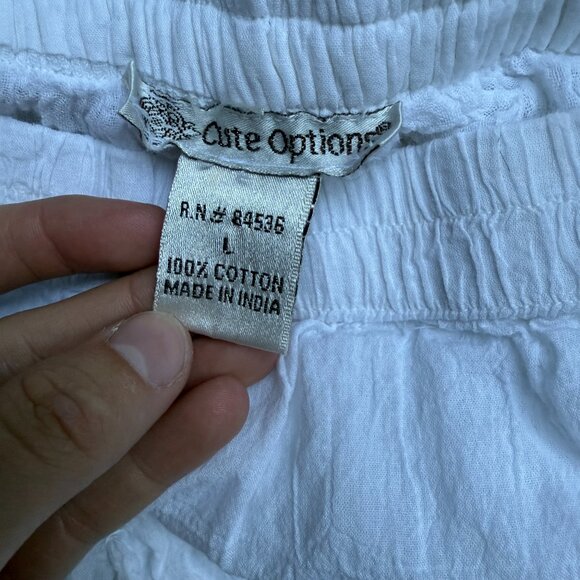 Cute Options®
R.N.# 84536
L
100% COTTON
MADE IN INDIA